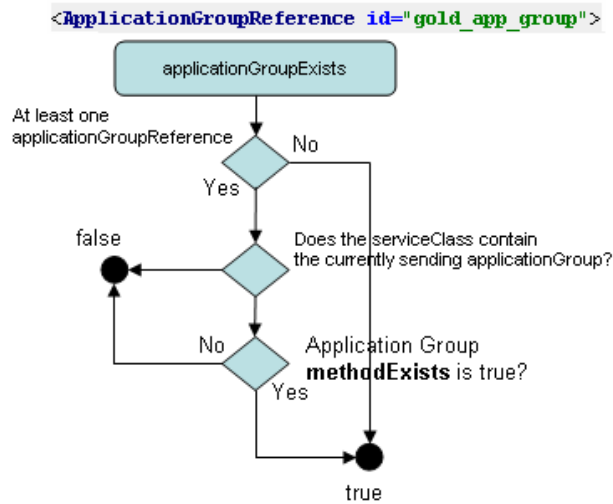 <ApplicationGroupReference id="gold_app_group">
applicationGroupExists
At least one
applicationGroupReference
No
Yes
false
Does the serviceClass contain
the currently sending applicationGroup?
No
Application Group
methodExists is true?
Yes
true